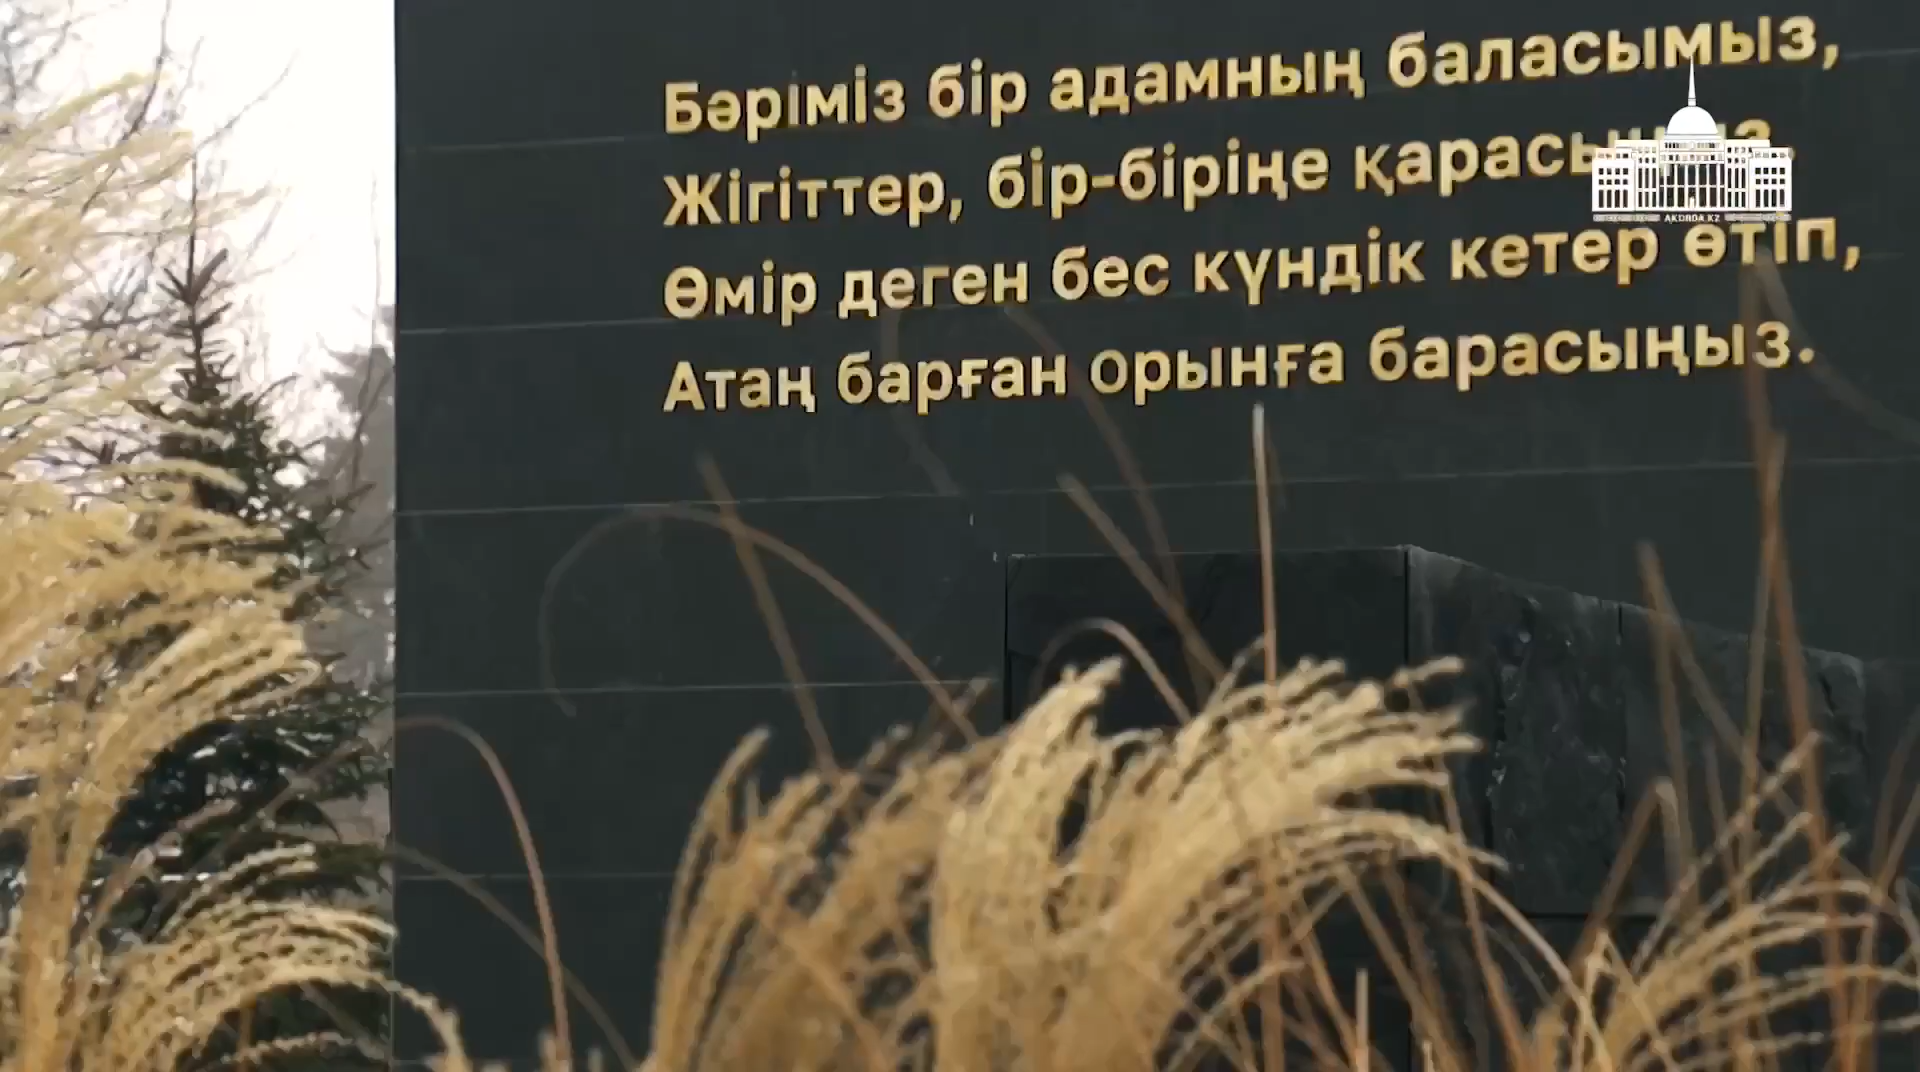 Бәріміз бір адамның баласымыз,
Жігіттер, бір-біріңе
Өмір деген бес күндік кетер өтіп,
Атаң барған орынға барасыңыз.
AKORDA.KZ